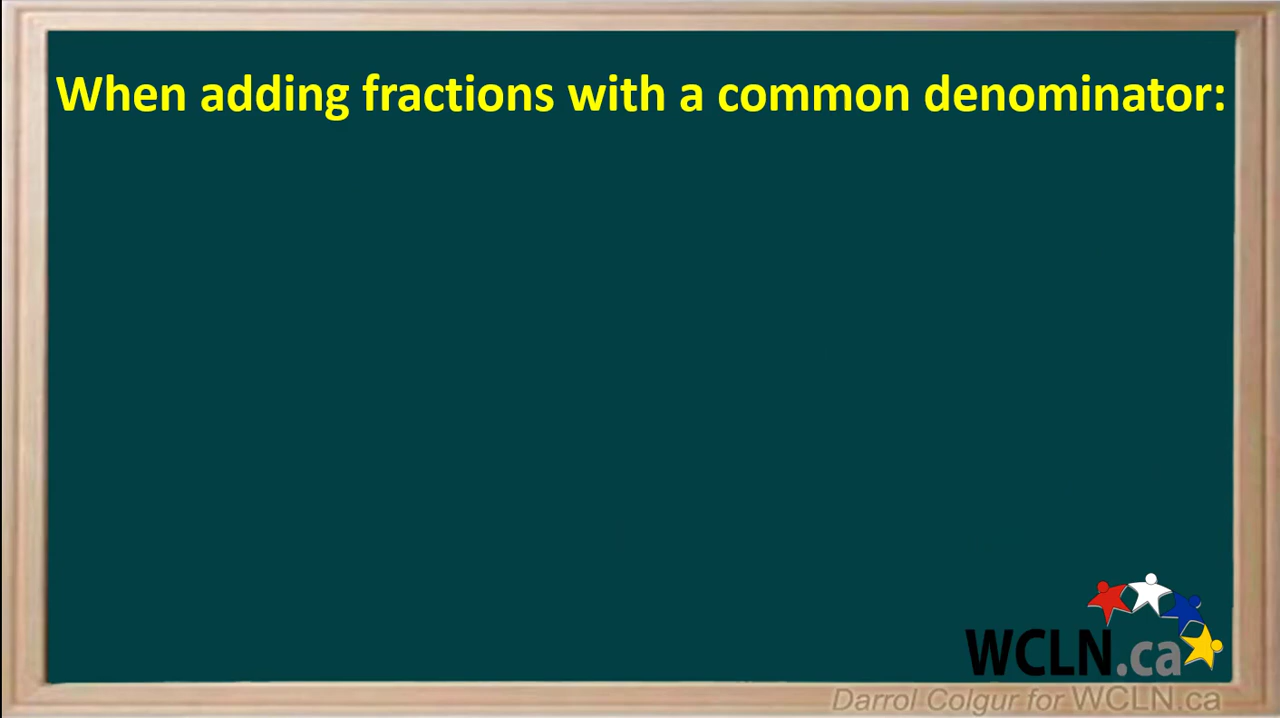 When adding fractions with a common denominator:
WCLN.ca
Darrol Colgur for WCLN.ca